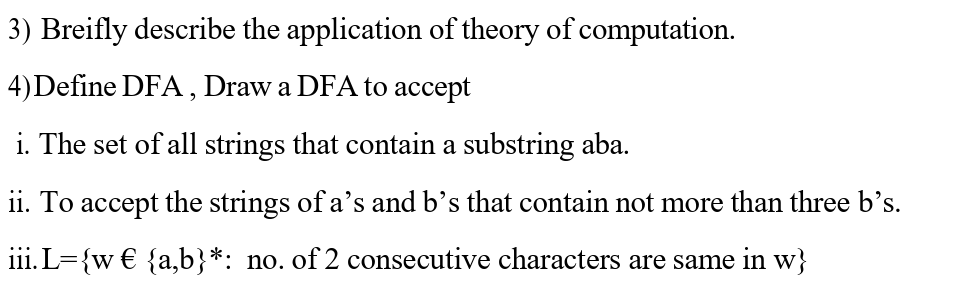 3) Breifly describe the application of theory of computation.
4)Define DFA , Draw a DFA to accept
i. The set of all strings that contain a substring aba.
ii. To accept the strings of a’s and b’s that contain not more than three b’s.
iii.L={w € {a,b}*: no. of 2 consecutive characters are same in w}